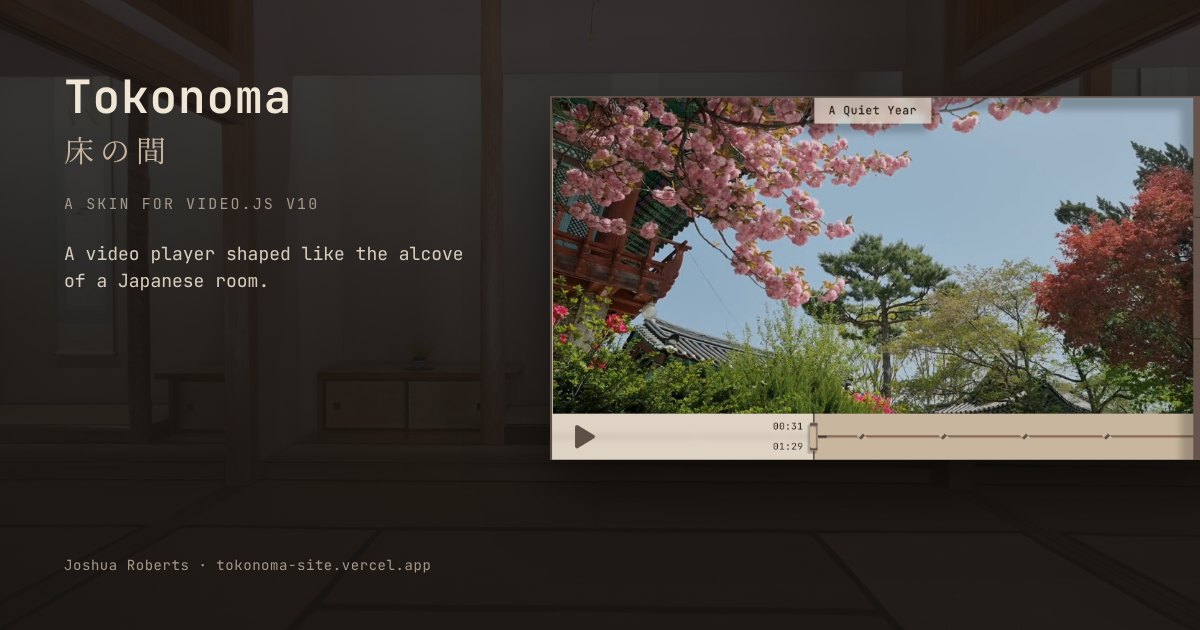 Tokonoma
床の間
A SKIN FOR VIDEO.JS V10
A video player shaped like the alcove
of a Japanese room.
A Quiet Year
00:31
01:29
Joshua Roberts · tokonoma-site.vercel.app